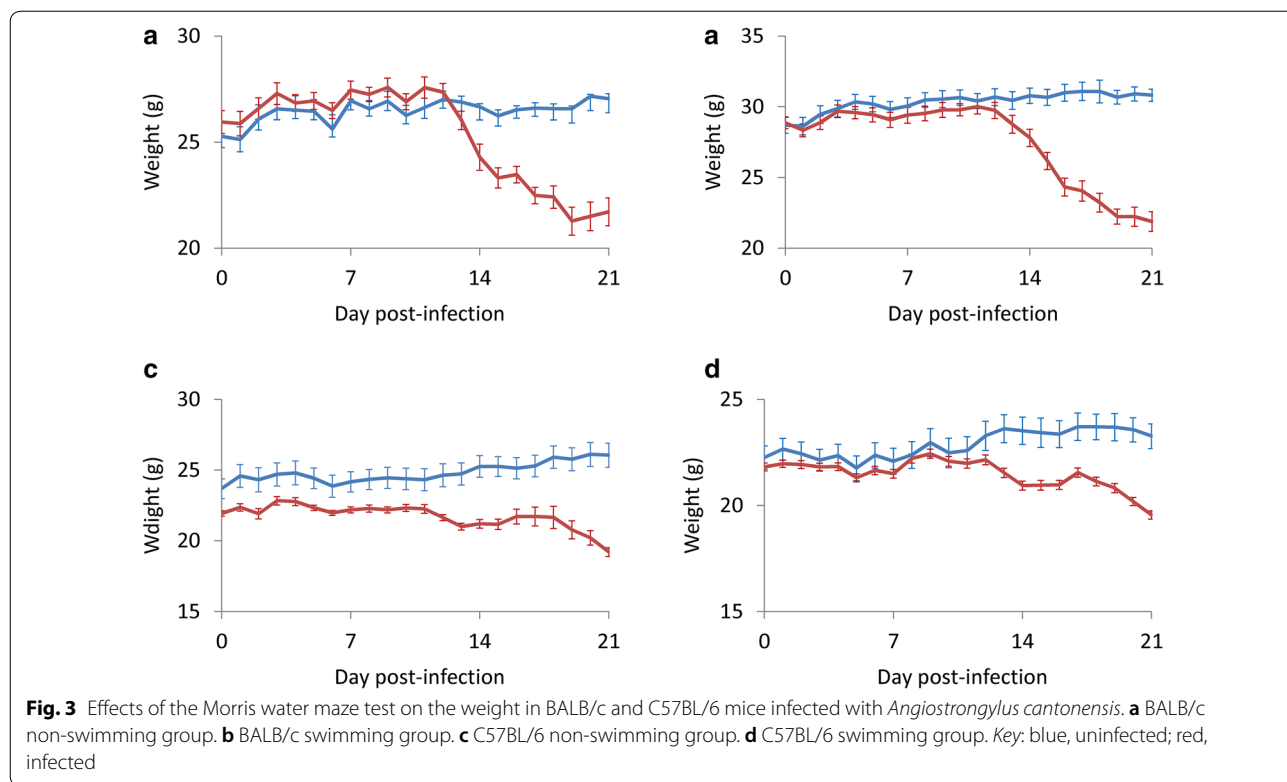 a
30
25
20
Weight (g)
0 7 14 21
Day post-infection
a
35
30
25
20
Weight (g)
0 7 14 21
Day post-infection
c
30
25
20
15
Wdight (g)
0 7 14 21
Day post-infection
d
25
20
15
Weight (g)
0 7 14 21
Day post-infection
Fig. 3 Effects of the Morris water maze test on the weight in BALB/c and C57BL/6 mice infected with Angiostrongylus cantonensis. a BALB/c
non-swimming group. b BALB/c swimming group. c C57BL/6 non-swimming group. d C57BL/6 swimming group. Key: blue, uninfected; red,
infected